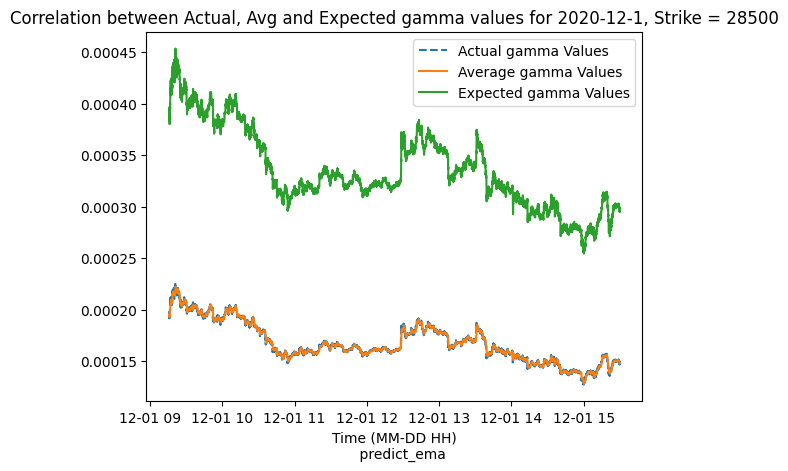 Correlation between Actual, Avg and Expected gamma values for 2020-12-1, Strike = 28500
Actual gamma Values
Average gamma Values
Expected gamma Values
0.00045
0.00040
0.00035
0.00030
0.00025
0.00020
0.00015
12-01 09 12-01 10 12-01 11 12-01 12 12-01 13 12-01 14 12-01 15
Time (MM-DD HH)
predict_ema